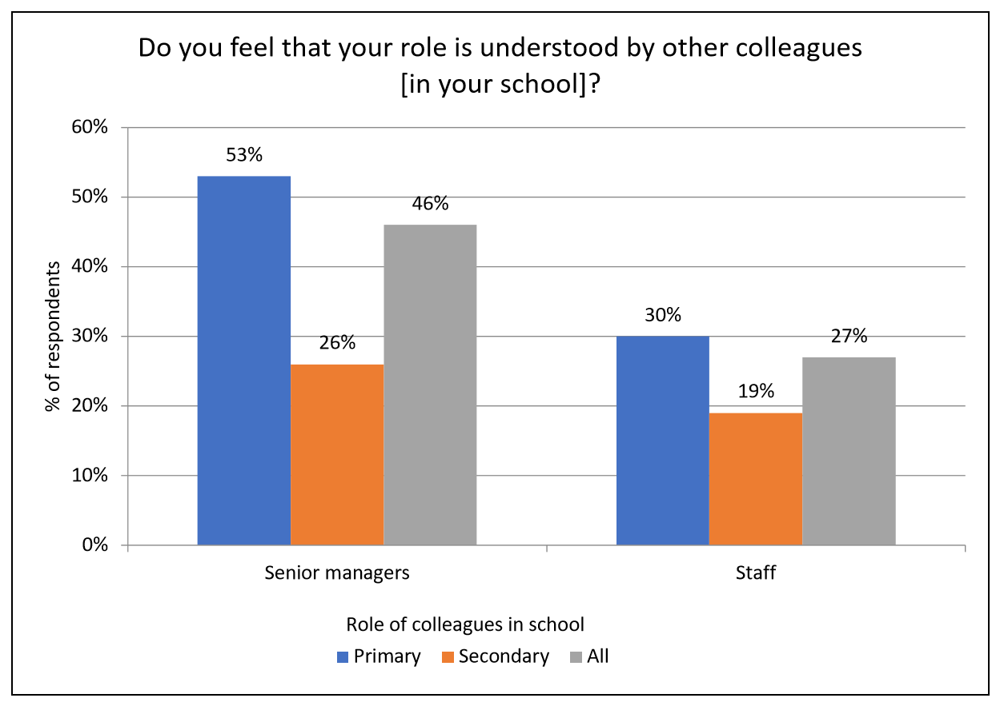 Do you feel that your role is understood by other colleagues
[in your school]?
60%
50%
40%
30%
20%
10%
0%
% of respondents
53%
26%
46%
30%
19%
27%
Senior managers
Staff
Role of colleagues in school
Primary
Secondary
All